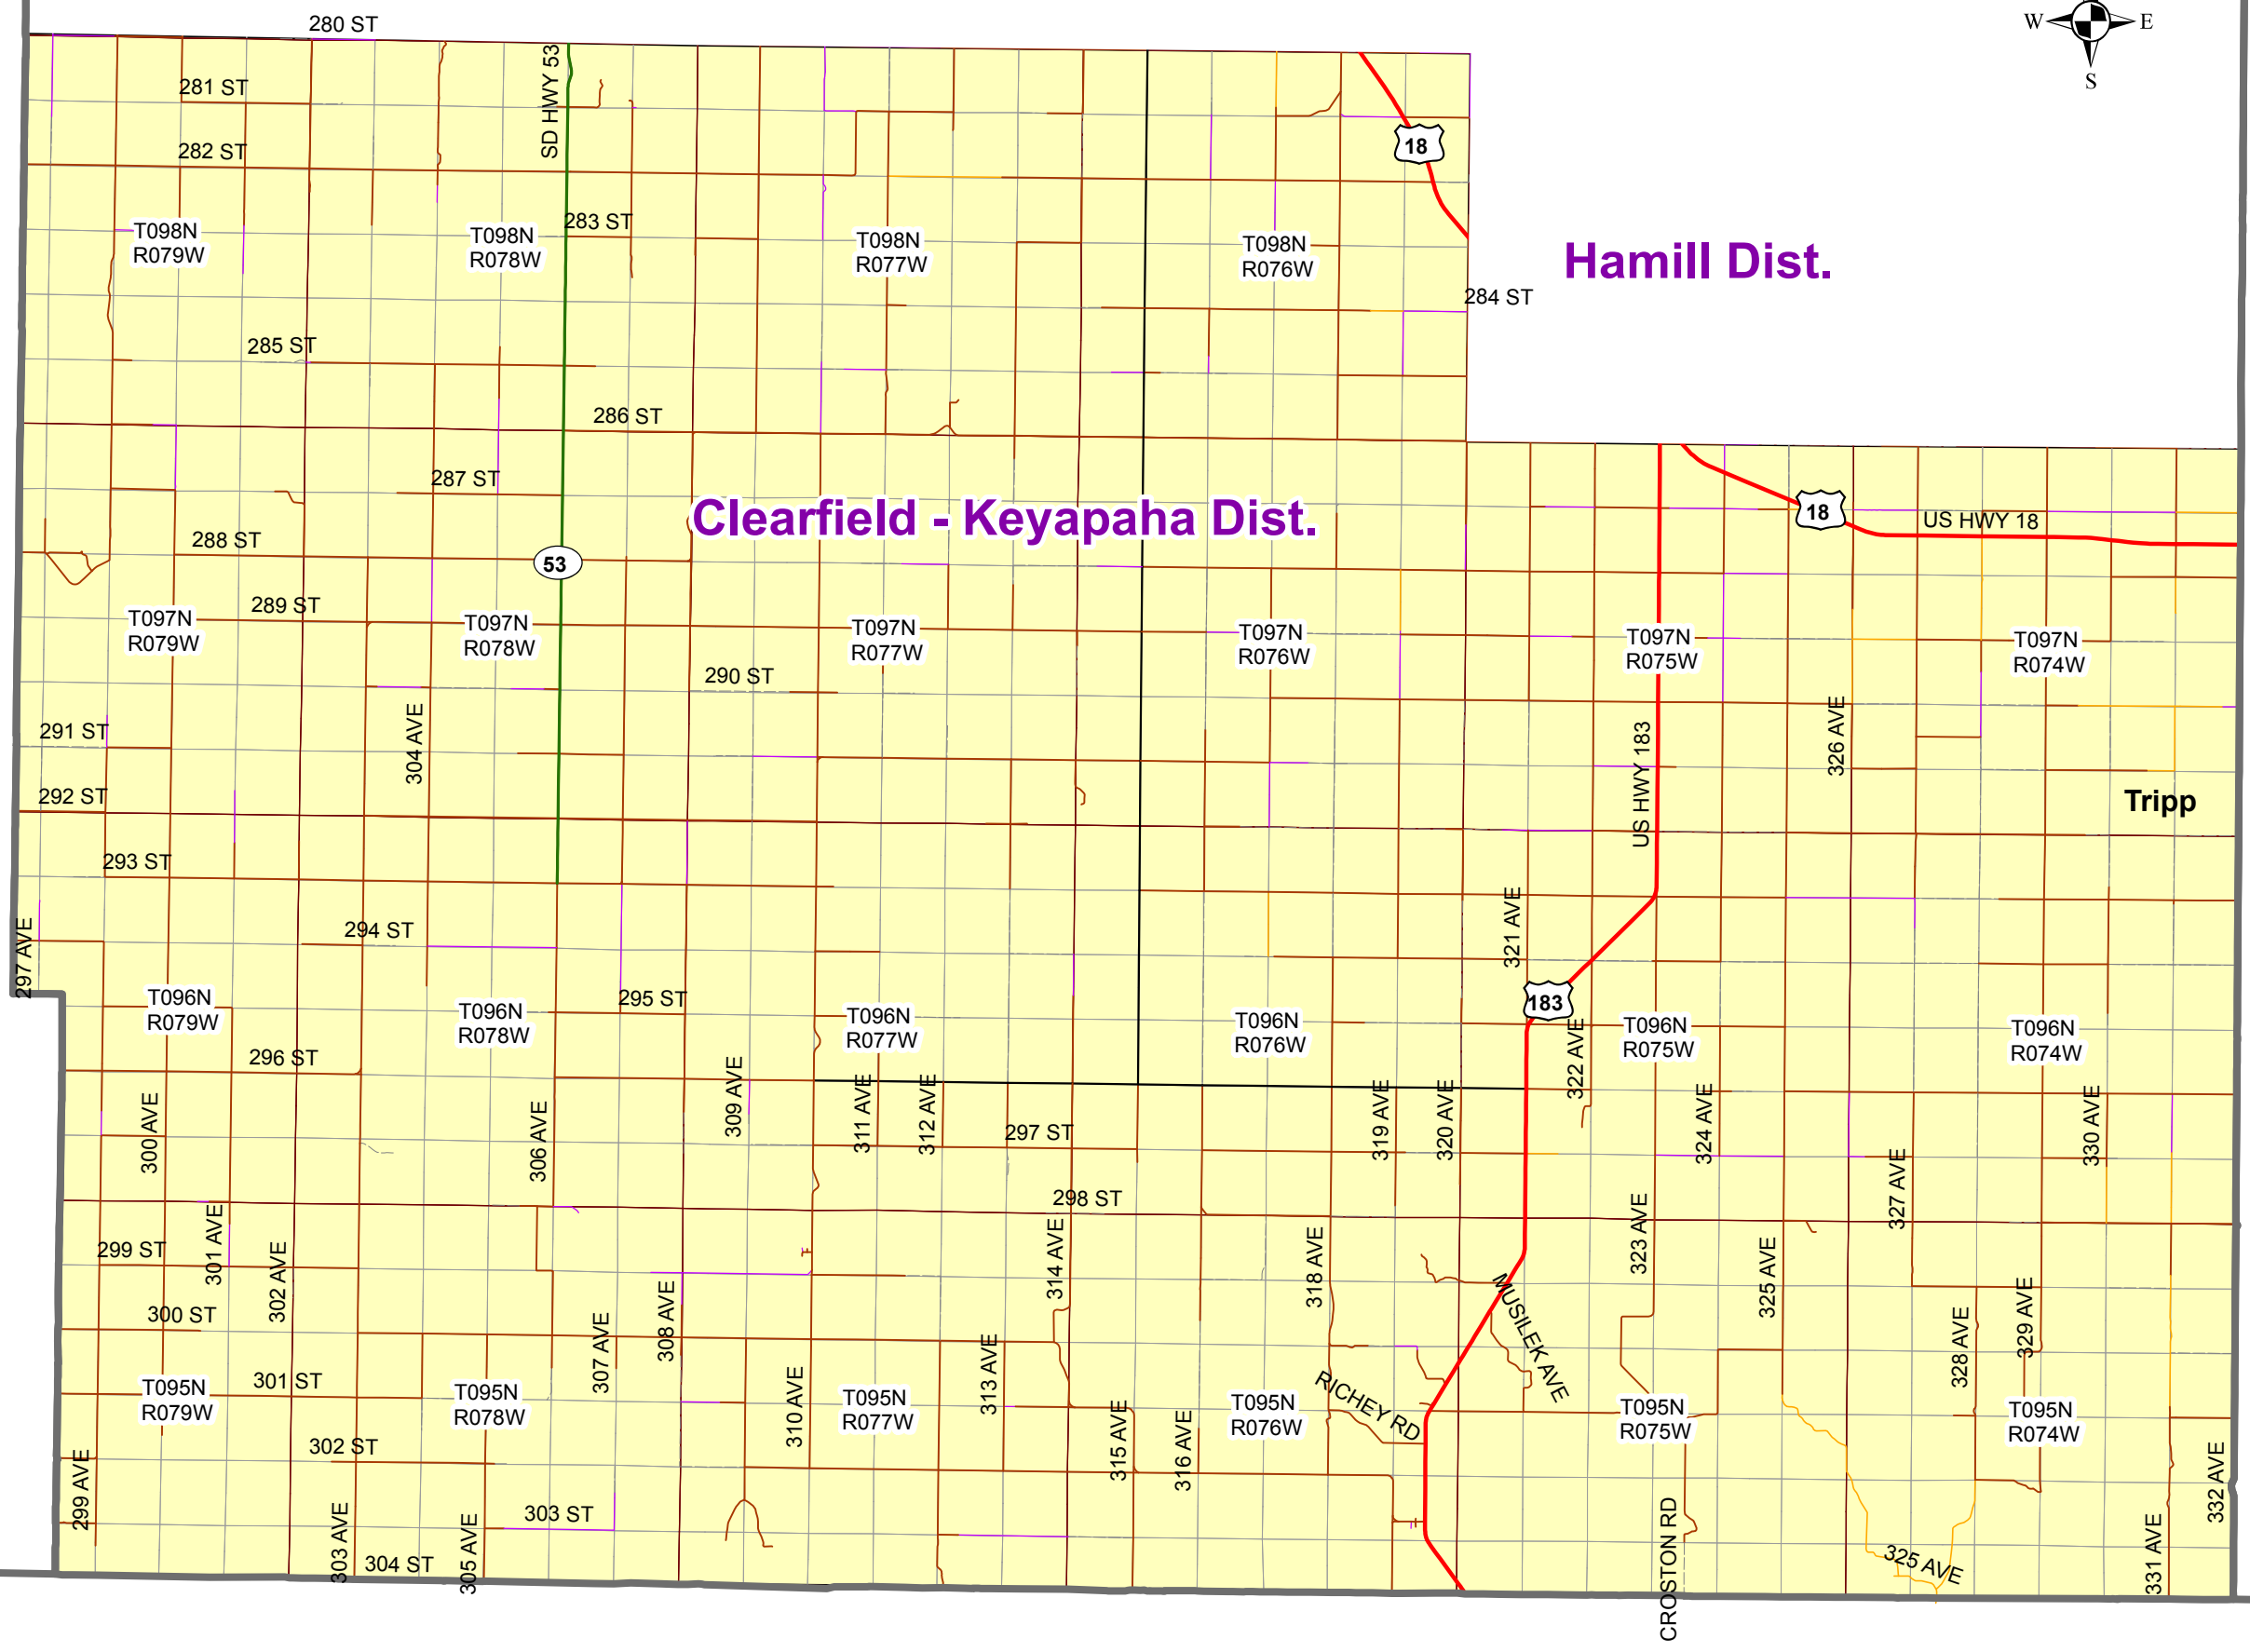 280 ST
W
E
S
SD HWY 53
281 ST
282 ST
18
283 ST
T098N
R079W
T098N
R078W
T098N
R077W
T098N
R076W
Hamill Dist.
284 ST
285 ST
286 ST
287 ST
Clearfield - Keyapaha Dist.
18
US HWY 18
288 ST
53
289 ST
T097N
R079W
T097N
R078W
T097N
R077W
T097N
R076W
T097N
R075W
T097N
R074W
290 ST
291 ST
304 AVE
US HWY 183
326 AVE
292 ST
Tripp
293 ST
294 ST
297 AVE
321 AVE
295 ST
183
T096N
R079W
T096N
R078W
T096N
R077W
T096N
R076W
T096N
R075W
T096N
R074W
322 AVE
296 ST
300 AVE
306 AVE
309 AVE
311 AVE
312 AVE
297 ST
319 AVE
320 AVE
324 AVE
330 AVE
327 AVE
298 ST
299 ST
301 AVE
302 AVE
314 AVE
318 AVE
323 AVE
325 AVE
300 ST
307 AVE
308 AVE
313 AVE
MUSILEK AVE
328 AVE
329 AVE
301 ST
T095N
R079W
T095N
R078W
310 AVE
T095N
R077W
315 AVE
316 AVE
T095N
R076W
RICHEY RD
T095N
R075W
T095N
R074W
302 ST
299 AVE
332 AVE
303 ST
303 AVE
304 ST
305 AVE
CROSTON RD
325 AVE
331 AVE